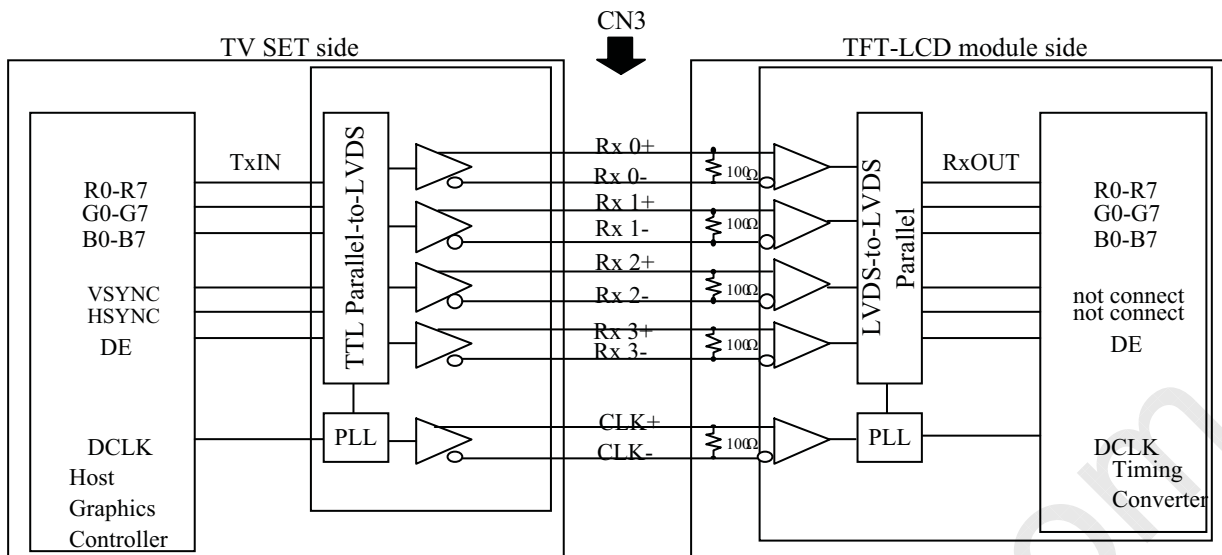 CN3
TV SET side
TFT-LCD module side
TxIN
R0-R7
G0-G7
B0-B7
VSYNC
HSYNC
DE
DCLK
Host
Graphics
Controller
TTL Parallel-to-LVDS
PLL
Rx 0+
Rx 0-
Rx 1+
Rx 1-
Rx 2+
Rx 2-
Rx 3+
Rx 3-
CLK+
CLK-
100Ω
100Ω
100Ω
100Ω
100Ω
LVDS-to-LVDS
Parallel
PLL
RxOUT
R0-R7
G0-G7
B0-B7
not connect
not connect
DE
DCLK
Timing
Converter
om